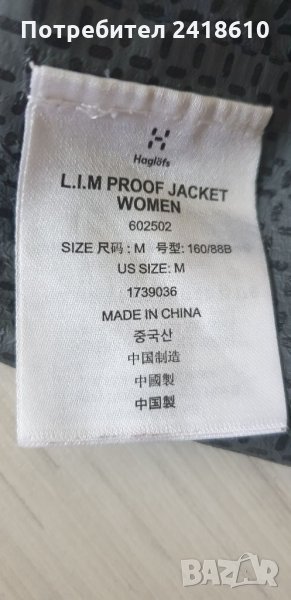 Потребител 2418610
Haglöfs
L.I.M PROOF JACKET
WOMEN
602502
SIZE 尺码 : M 号型: 160/88B
US SIZE: M
1739036
MADE IN CHINA
중국산
中国制造
中國製
中国製
BAZAR